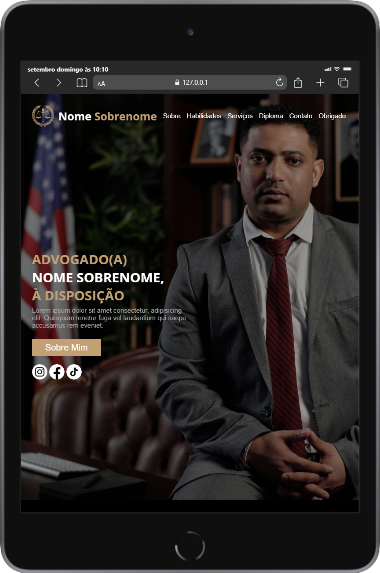 setembro domingo às 10:10
AA
127.0.0.1
Nome Sobrenome
Sobre Habilidades Serviços Diploma Contato Obrigado
ADVOGADO(A)
NOME SOBRENOME,
À DISPOSIÇÃO
Lorem ipsum dolor sit amet consectetur, adipisicing
elit. Quisquam tenetur fuga vel laudantium qui saepe
accusamus rem eveniet.
Sobre Mim